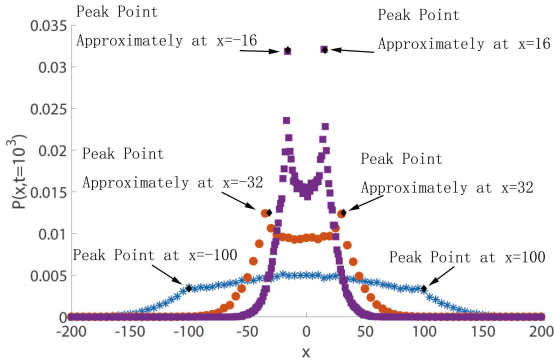 Peak Point
Approximately at x=-16
Peak Point
Approximately at x=16
Peak Point
Approximately at x=-32
Peak Point
Approximately at x=32
Peak Point at x=-100
Peak Point
at x=100
0.035
0.03
0.025
0.02
0.015
0.01
0.005
0
P(x,t=10^3)
-200 -150 -100 -50 0 50 100 150 200
x